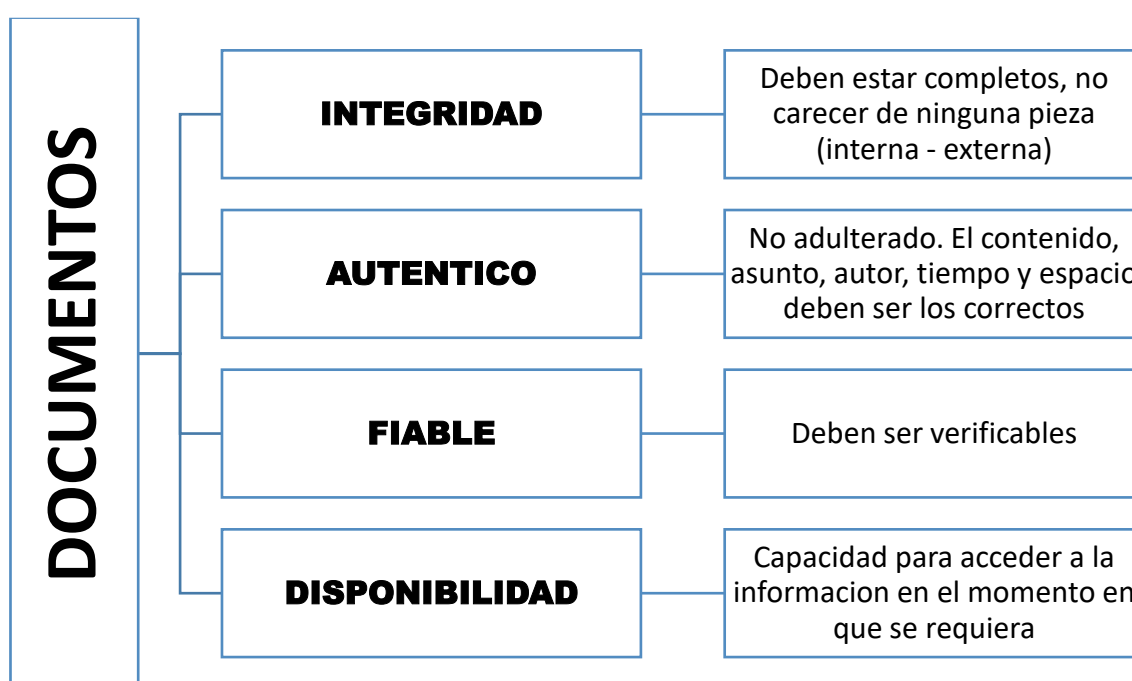 DOCUMENTOS
INTEGRIDAD
Deben estar completos, no
carecer de ninguna pieza
(interna - externa)
AUTENTICO
No adulterado. El contenido,
asunto, autor, tiempo y espacio
deben ser los correctos
FIABLE
Deben ser verificables
DISPONIBILIDAD
Capacidad para acceder a la
informacion en el momento en
que se requiera